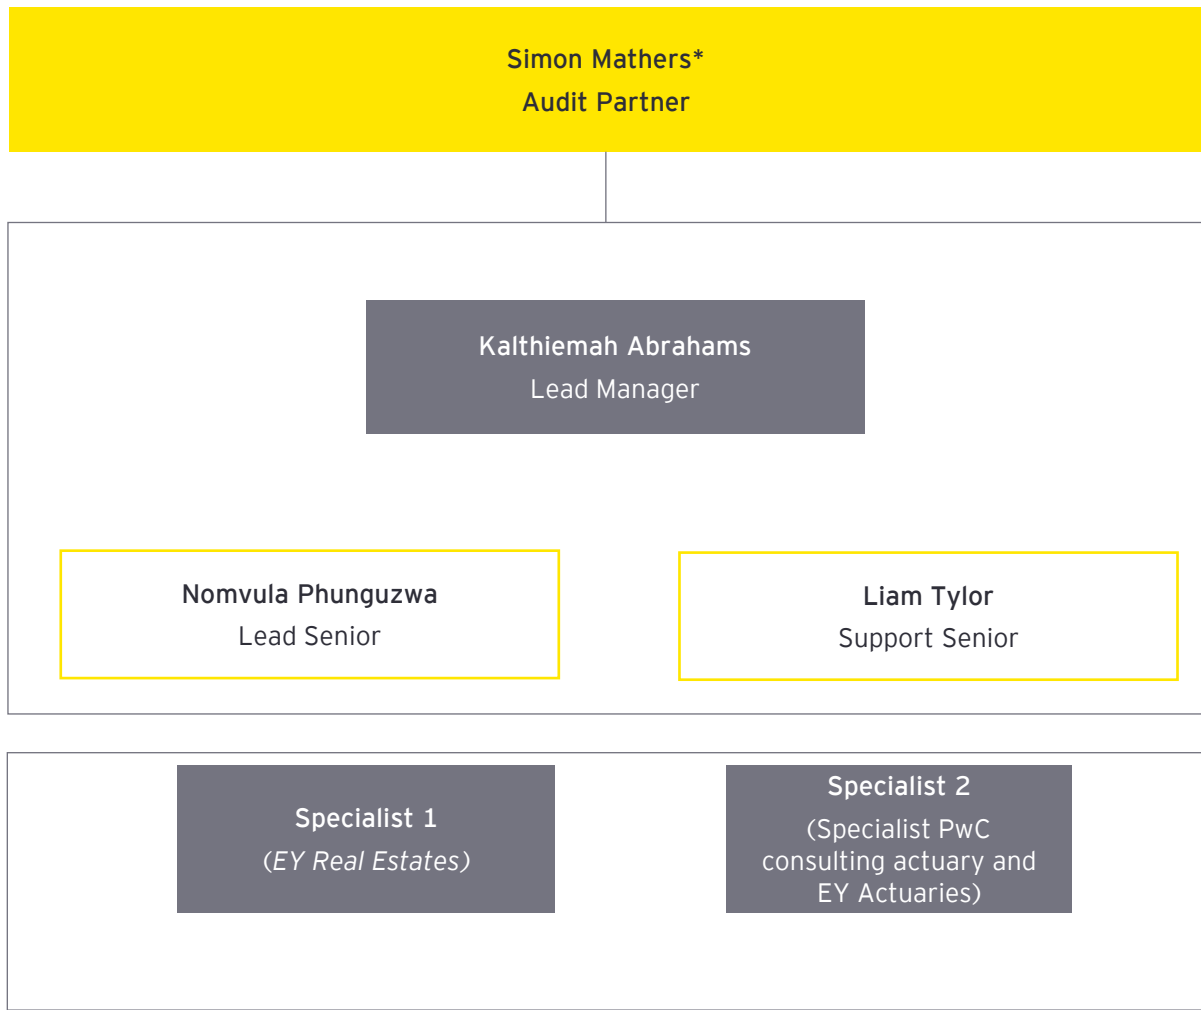 Simon Mathers*
Audit Partner
Kalthiemah Abrahams
Lead Manager
Nomvula Phunguzwa
Lead Senior
Liam Tylor
Support Senior
Specialist 1
(EY Real Estates)
Specialist 2
(Specialist PwC
consulting actuary and
EY Actuaries)